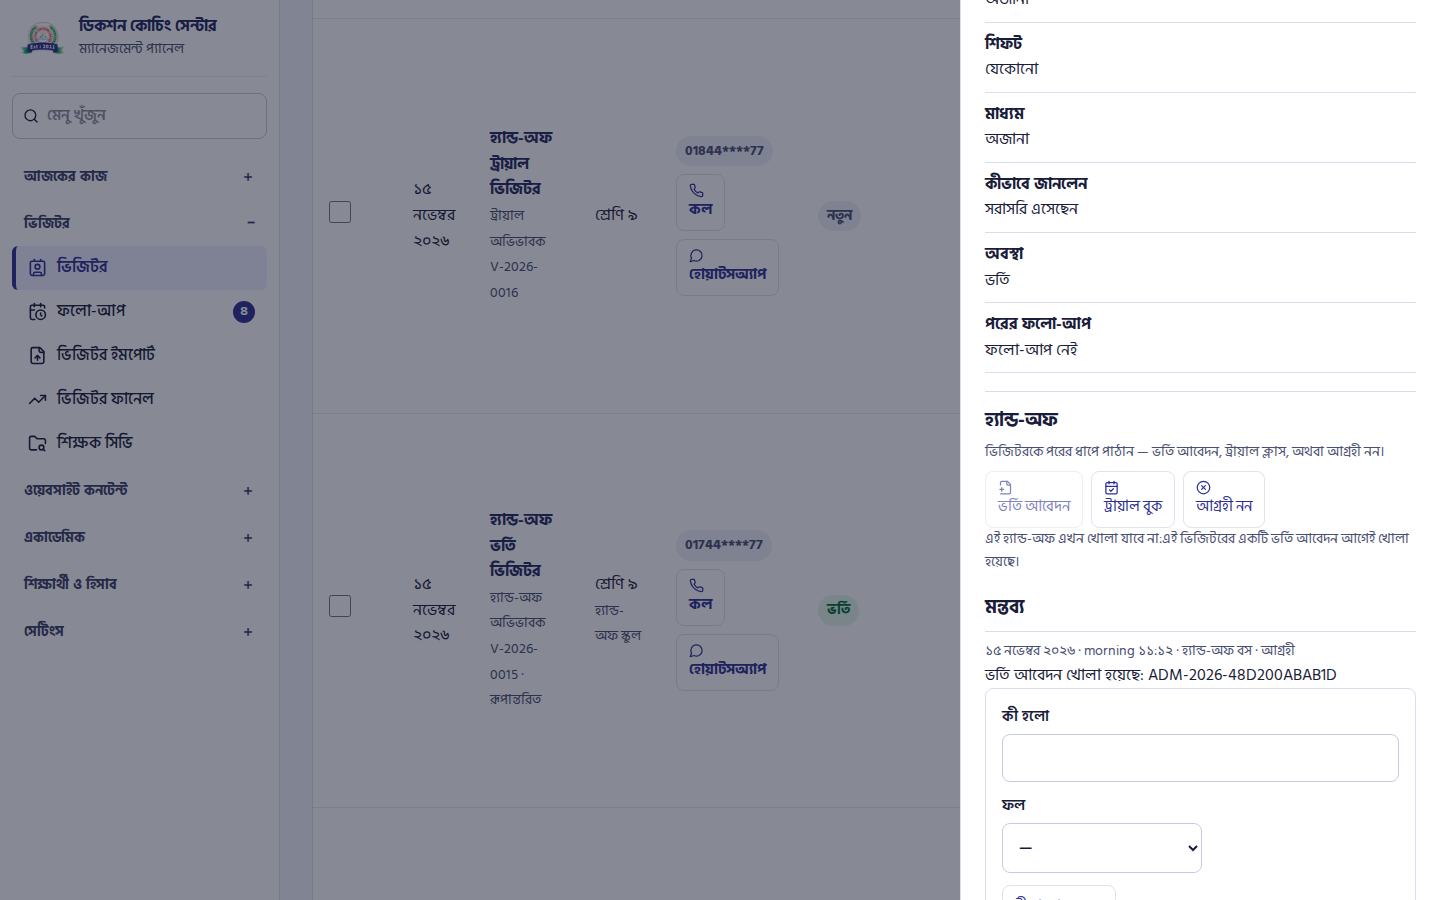 ডিকশন কোচিং সেন্টার
ম্যানেজমেন্ট প্যানেল
Est : 2011
মেনু খুঁজুন
আজকের কাজ +
ভিজিটর −
ভিজিটর
ফলো-আপ 8
ভিজিটর ইমপোর্ট
ভিজিটর ফানেল
শিক্ষক সিভি
ওয়েবসাইট কনটেন্ট +
একাডেমিক +
শিক্ষার্থী ও হিসাব +
সেটিংস +
১৫
নভেম্বর
২০২৬
হ্যান্ড-অফ
ট্রায়াল
ভিজিটর
ট্রায়াল
অভিভাবক
V-2026-
0016
শ্রেণি ৯
01844****77
কল
হোয়াটসঅ্যাপ
নতুন
১৫
নভেম্বর
২০২৬
হ্যান্ড-অফ
ভর্তি
ভিজিটর
হ্যান্ড-অফ
অভিভাবক
V-2026-
0015 ·
রূপান্তরিত
শ্রেণি ৯
হ্যান্ড-
অফ স্কুল
01744****77
কল
হোয়াটসঅ্যাপ
ভর্তি
অজানা
শিফট
যেকোনো
মাধ্যম
অজানা
কীভাবে জানলেন
সরাসরি এসেছেন
অবস্থা
ভর্তি
পরের ফলো-আপ
ফলো-আপ নেই
হ্যান্ড-অফ
ভিজিটরকে পরের ধাপে পাঠান — ভর্তি আবেদন, ট্রায়াল ক্লাস, অথবা আগ্রহী নন।
ভর্তি আবেদন
ট্রায়াল বুক
আগ্রহী নন
এই হ্যান্ড-অফ এখন খোলা যাবে না:এই ভিজিটরের একটি ভর্তি আবেদন আগেই খোলা
হয়েছে।
মন্তব্য
১৫ নভেম্বর ২০২৬ · morning ১১:১২ · হ্যান্ড-অফ বস · আগ্রহী
ভর্তি আবেদন খোলা হয়েছে: ADM-2026-48D200ABAB1D
কী হলো
ফল
—